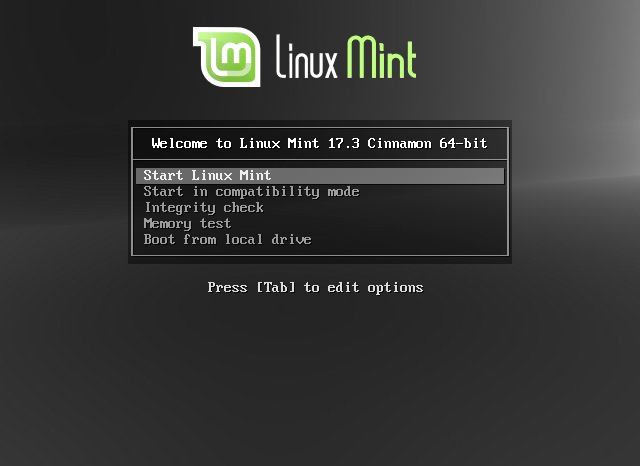 Linux Mint
Welcome to Linux Mint 17.3 Cinnamon 64-bit
Start Linux Mint
Start in compatibility mode
Integrity check
Memory test
Boot from local drive
Press [Tab] to edit options